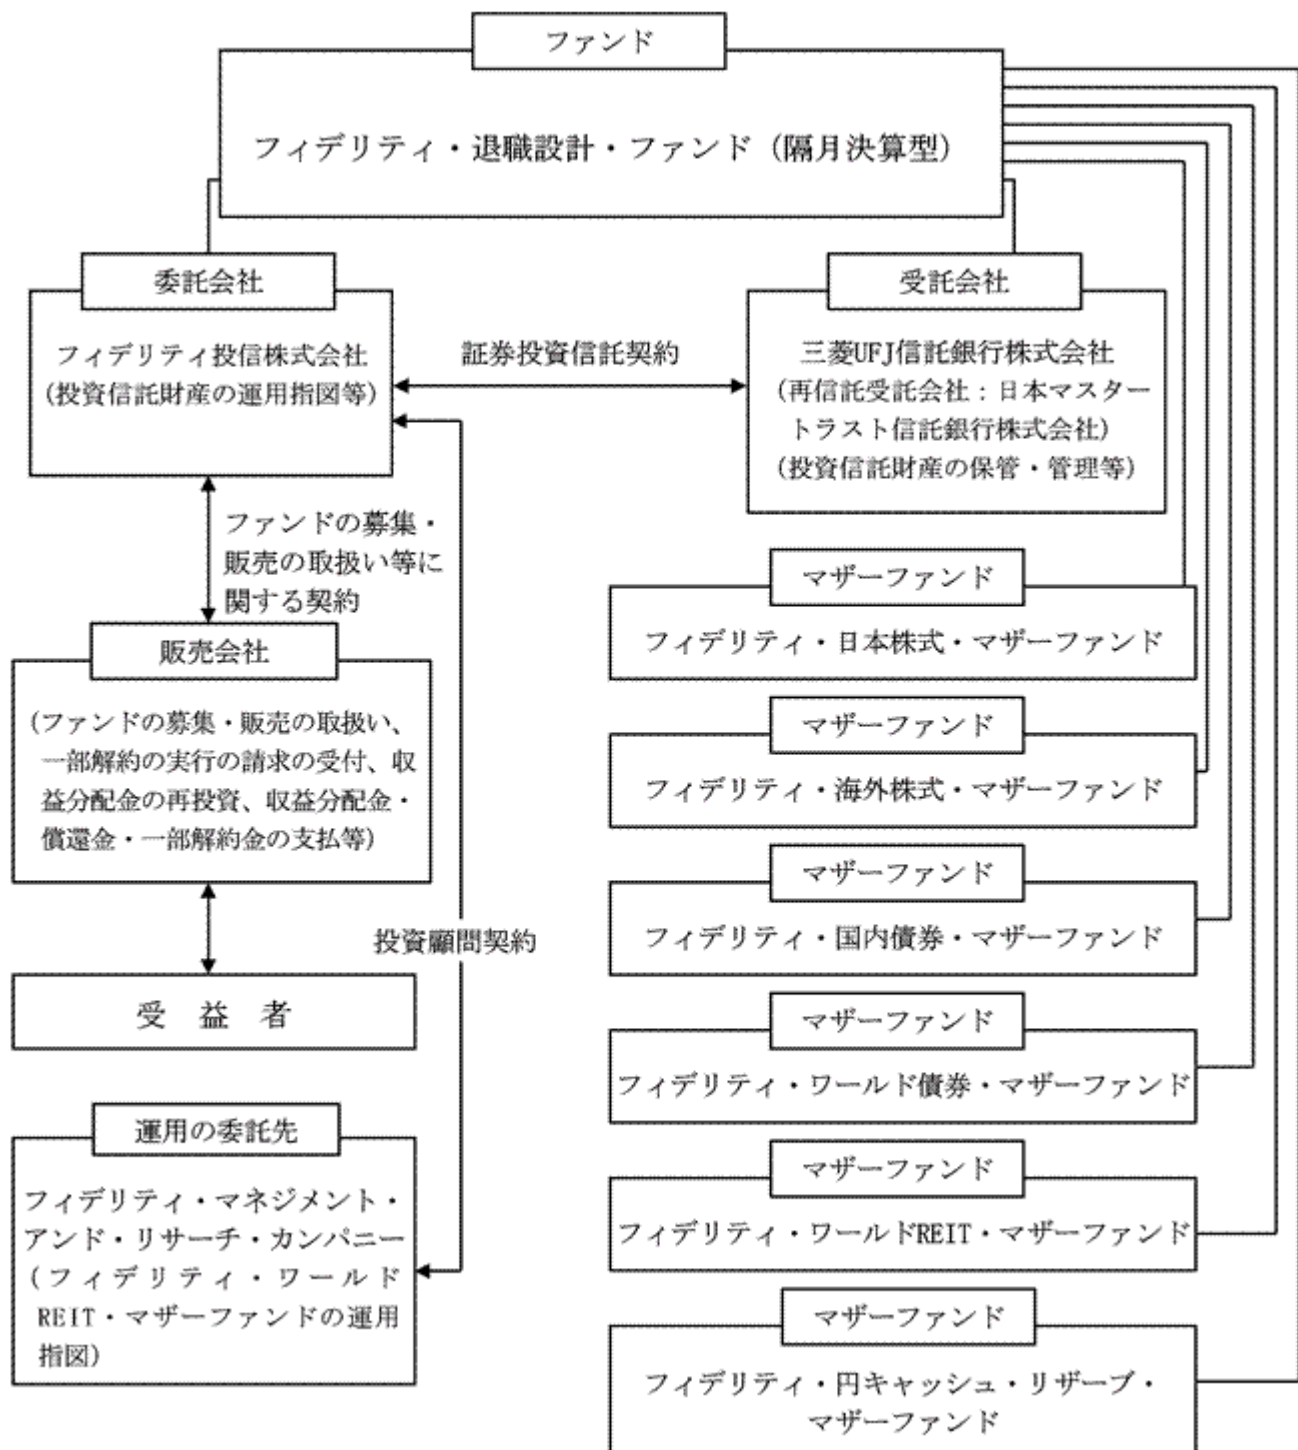 ファンド
フィデリティ・退職設計・ファンド（隔月決算型）
委託会社
フィデリティ投信株式会社
（投資信託財産の運用指図等）
証券投資信託契約
受託会社
三菱UFJ信託銀行株式会社
（再信託受託会社：日本マスター
トラスト信託銀行株式会社）
（投資信託財産の保管・管理等）
ファンドの募集・
販売の取扱い等に
関する契約
販売会社
（ファンドの募集・販売の取扱い、
一部解約の実行の請求の受付、収
益分配金の再投資、収益分配金・
償還金・一部解約金の支払等）
投資顧問契約
受 益 者
運用の委託先
フィデリティ・マネジメント・
アンド・リサーチ・カンパニー
（フィデリティ・ワールド
REIT・マザーファンドの運用
指図）
マザーファンド
フィデリティ・日本株式・マザーファンド
マザーファンド
フィデリティ・海外株式・マザーファンド
マザーファンド
フィデリティ・国内債券・マザーファンド
マザーファンド
フィデリティ・ワールド債券・マザーファンド
マザーファンド
フィデリティ・ワールドREIT・マザーファンド
マザーファンド
フィデリティ・円キャッシュ・リザーブ・
マザーファンド